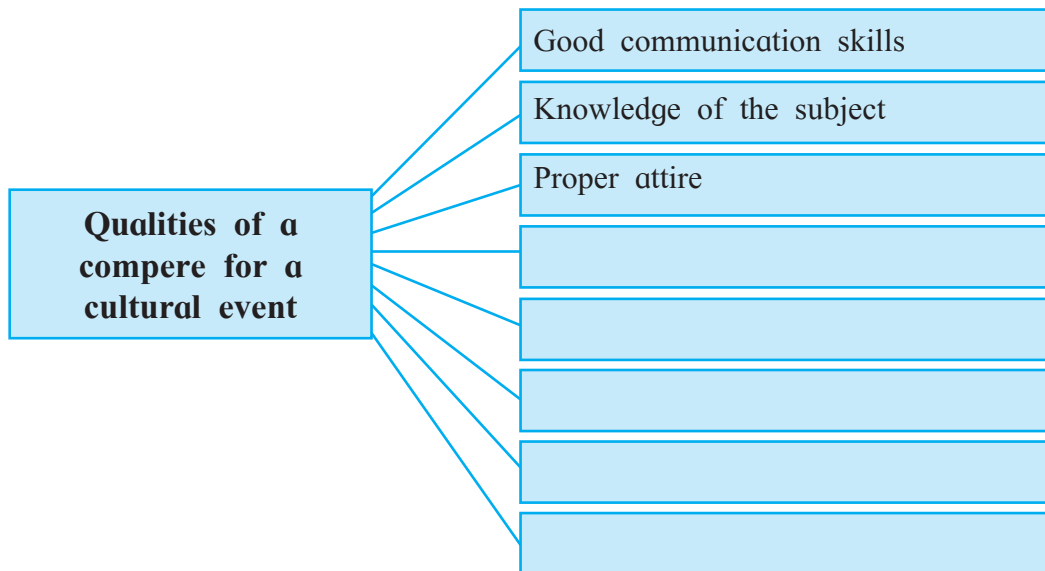 Good communication skills
Knowledge of the subject
Proper attire
Qualities of a
compere for a
cultural event